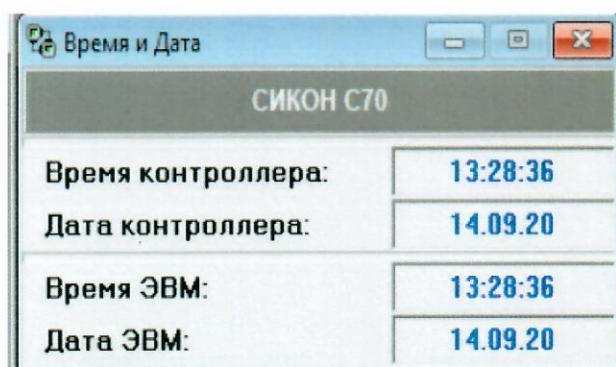 Время и Дата
СИКОН С70
Время контроллера: 13:28:36
Дата контроллера: 14.09.20
Время ЭВМ: 13:28:36
Дата ЭВМ: 14.09.20